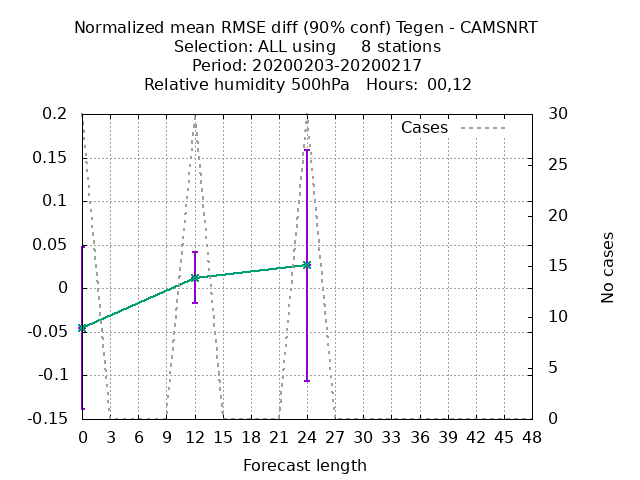 Normalized mean RMSE diff (90% conf) Tegen - CAMSNRT
Selection: ALL using     8 stations
Period: 20200203-20200217
Relative humidity 500hPa   Hours:  00,12
Cases
0.2
0.15
0.1
0.05
0
-0.05
-0.1
-0.15
30
25
20
15
10
5
0
No cases
0 3 6 9 12 15 18 21 24 27 30 33 36 39 42 45 48
Forecast length